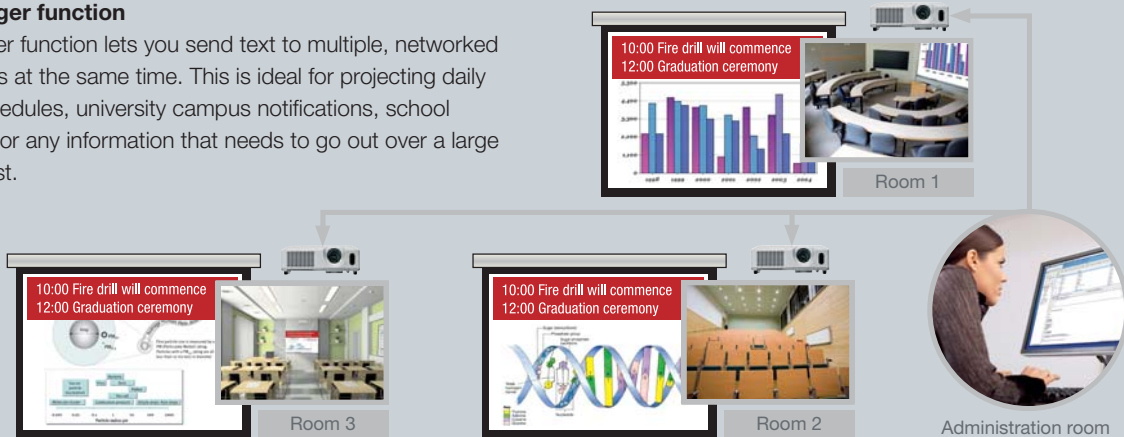 ger function
er function lets you send text to multiple, networked
s at the same time. This is ideal for projecting daily
edules, university campus notifications, school
or any information that needs to go out over a large
st.
10:00 Fire drill will commence
12:00 Graduation ceremony
Room 1
10:00 Fire drill will commence
12:00 Graduation ceremony
Room 3
10:00 Fire drill will commence
12:00 Graduation ceremony
Room 2
Administration room